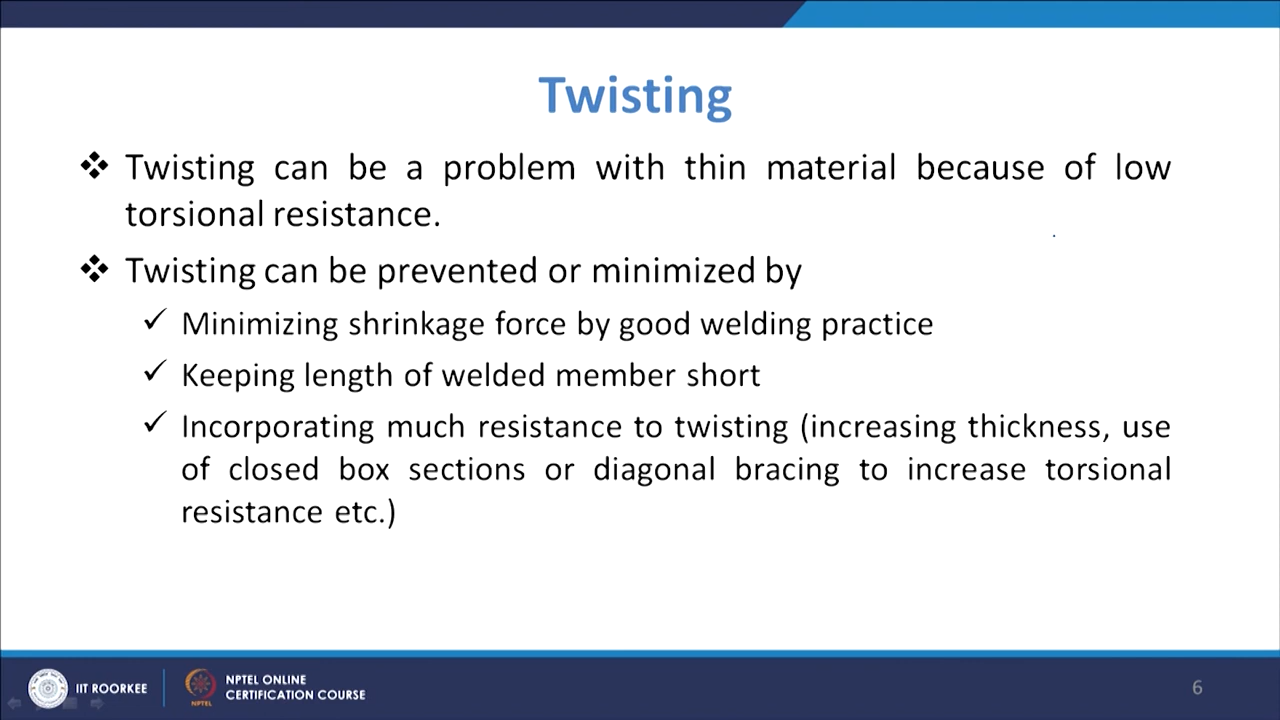 Twisting
❖ Twisting can be a problem with thin material because of low
torsional resistance.
❖ Twisting can be prevented or minimized by
✓ Minimizing shrinkage force by good welding practice
✓ Keeping length of welded member short
✓ Incorporating much resistance to twisting (increasing thickness, use
of closed box sections or diagonal bracing to increase torsional
resistance etc.)
IIT ROORKEE
NPTEL
NPTEL ONLINE
CERTIFICATION COURSE
6